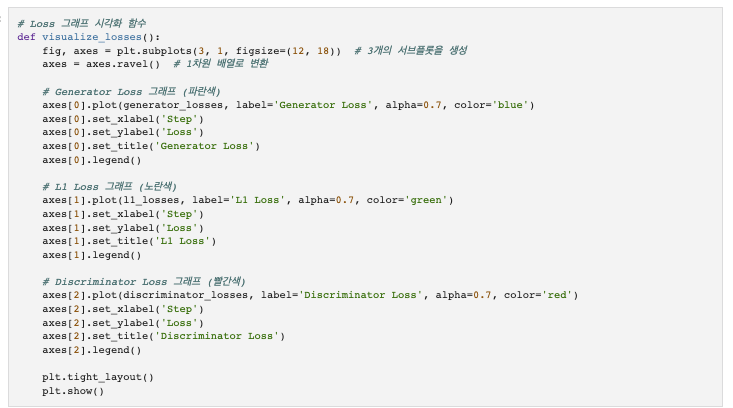 # Loss 그래프 시각화 함수
def visualize_losses():
    fig, axes = plt.subplots(3, 1, figsize=(12, 18))  # 3개의 서브플롯을 생성
    axes = axes.ravel()  # 1차원 배열로 변환

    # Generator Loss 그래프 (파란색)
    axes[0].plot(generator_losses, label='Generator Loss', alpha=0.7, color='blue')
    axes[0].set_xlabel('Step')
    axes[0].set_ylabel('Loss')
    axes[0].set_title('Generator Loss')
    axes[0].legend()

    # L1 Loss 그래프 (노란색)
    axes[1].plot(l1_losses, label='L1 Loss', alpha=0.7, color='green')
    axes[1].set_xlabel('Step')
    axes[1].set_ylabel('Loss')
    axes[1].set_title('L1 Loss')
    axes[1].legend()

    # Discriminator Loss 그래프 (빨간색)
    axes[2].plot(discriminator_losses, label='Discriminator Loss', alpha=0.7, color='red')
    axes[2].set_xlabel('Step')
    axes[2].set_ylabel('Loss')
    axes[2].set_title('Discriminator Loss')
    axes[2].legend()

    plt.tight_layout()
    plt.show()